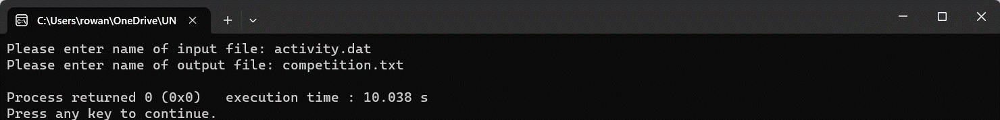 C:\Users\rowan\OneDrive\UN
Please enter name of input file: activity.dat
Please enter name of output file: competition.txt
Process returned 0 (0x0)   execution time : 10.038 s
Press any key to continue.